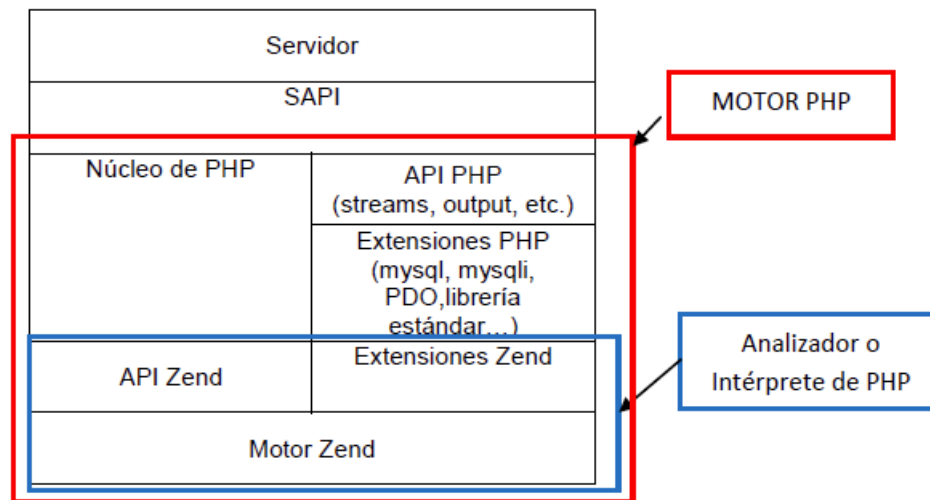 Servidor
SAPI
MOTOR PHP
Núcleo de PHP
API PHP
(streams, output, etc.)
Extensiones PHP
(mysql, mysqli,
PDO,librería
estándar...)
API Zend
Extensiones Zend
Analizador o
Intérprete de PHP
Motor Zend